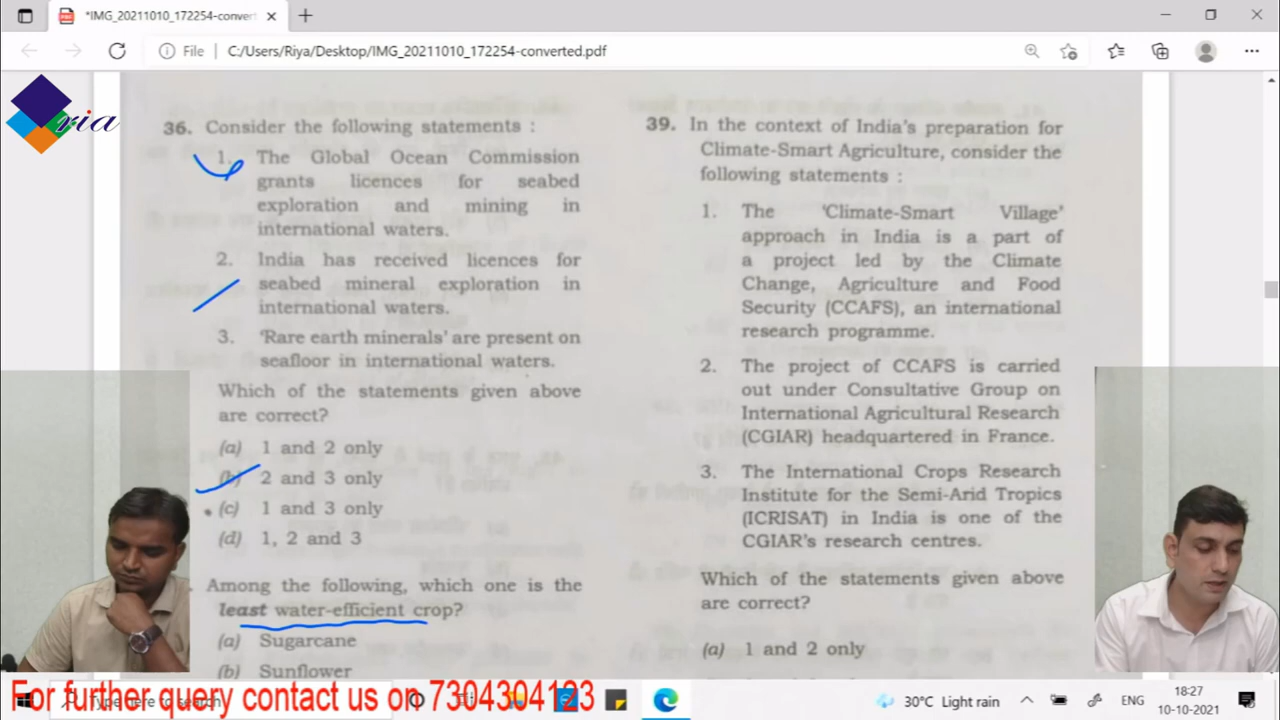 *IMG_20211010_172254-convert
File
C:/Users/Riya/Desktop/IMG_20211010_172254-converted.pdf
ria
36. Consider the following statements :
1. The Global Ocean Commission
grants licences for seabed
exploration and mining in
international waters.
2. India has received licences for
seabed mineral exploration in
international waters.
3. 'Rare earth minerals' are present on
seafloor in international waters.
Which of the statements given above
are correct?
(a) 1 and 2 only
(b) 2 and 3 only
(c) 1 and 3 only
(d) 1, 2 and 3
Among the following, which one is the
least water-efficient crop?
(a) Sugarcane
(b) Sunflower
39. In the context of India's preparation for
Climate-Smart Agriculture, consider the
following statements :
1. The 'Climate-Smart Village'
approach in India is a part of
a project led by the Climate
Change, Agriculture and Food
Security (CCAFS), an international
research programme.
2. The project of CCAFS is carried
out under Consultative Group on
International Agricultural Research
(CGIAR) headquartered in France.
3. The International Crops Research
Institute for the Semi-Arid Tropics
(ICRISAT) in India is one of the
CGIAR's research centres.
Which of the statements given above
are correct?
(a) 1 and 2 only
For further query contact us on 7304304123
30°C Light rain
ENG
18:27
10-10-2021